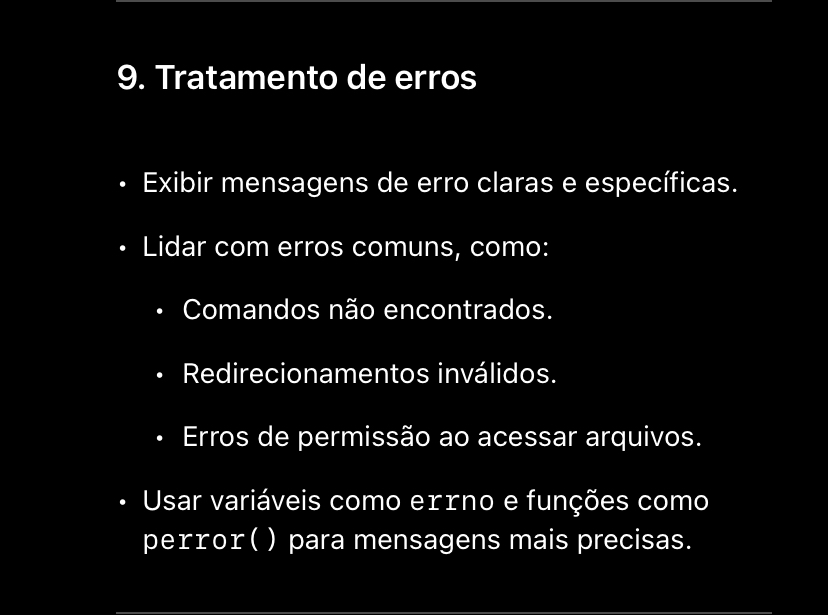 9. Tratamento de erros
• Exibir mensagens de erro claras e específicas.
• Lidar com erros comuns, como:
• Comandos não encontrados.
• Redirecionamentos inválidos.
• Erros de permissão ao acessar arquivos.
• Usar variáveis como errno e funções como
perror() para mensagens mais precisas.